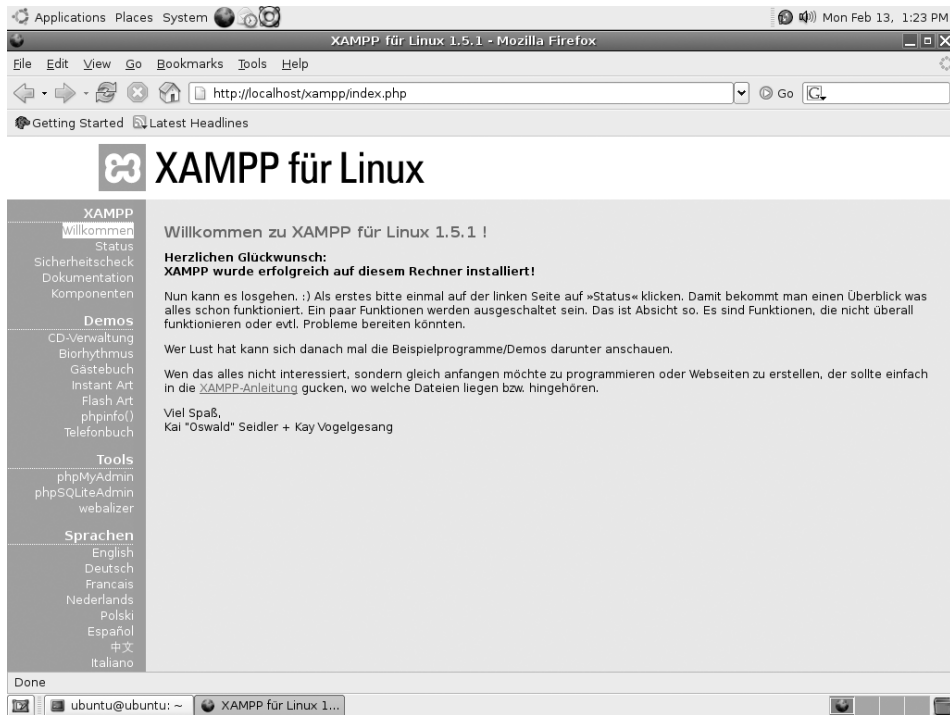 Applications Places System
Mon Feb 13, 1:23 PM
XAMPP für Linux 1.5.1 - Mozilla Firefox
File Edit View Go Bookmarks Tools Help
http://localhost/xampp/index.php
Go
G
Getting Started
Latest Headlines
XAMPP für Linux
XAMPP
Willkommen
Status
Sicherheitscheck
Dokumentation
Komponenten
Demos
CD-Verwaltung
Biorhythmus
Gästebuch
Instant Art
Flash Art
phpinfo()
Telefonbuch
Tools
phpMyAdmin
phpSQLiteAdmin
webalizer
Sprachen
English
Deutsch
Francais
Nederlands
Polski
Español
中文
Italiano
Willkommen zu XAMPP für Linux 1.5.1 !
Herzlichen Glückwunsch:
XAMPP wurde erfolgreich auf diesem Rechner installiert!
Nun kann es losgehen. :) Als erstes bitte einmal auf der linken Seite auf »Status« klicken. Damit bekommt man einen Überblick was
alles schon funktioniert. Ein paar Funktionen werden ausgeschaltet sein. Das ist Absicht so. Es sind Funktionen, die nicht überall
funktionieren oder evtl. Probleme bereiten könnten.
Wer Lust hat kann sich danach mal die Beispielprogramme/Demos darunter anschauen.
Wen das alles nicht interessiert, sondern gleich anfangen möchte zu programmieren oder Webseiten zu erstellen, der sollte einfach
in die XAMPP-Anleitung gucken, wo welche Dateien liegen bzw. hingehören.
Viel Spaß,
Kai "Oswald" Seidler + Kay Vogelgesang
Done
ubuntu@ubuntu: ~
XAMPP für Linux 1...